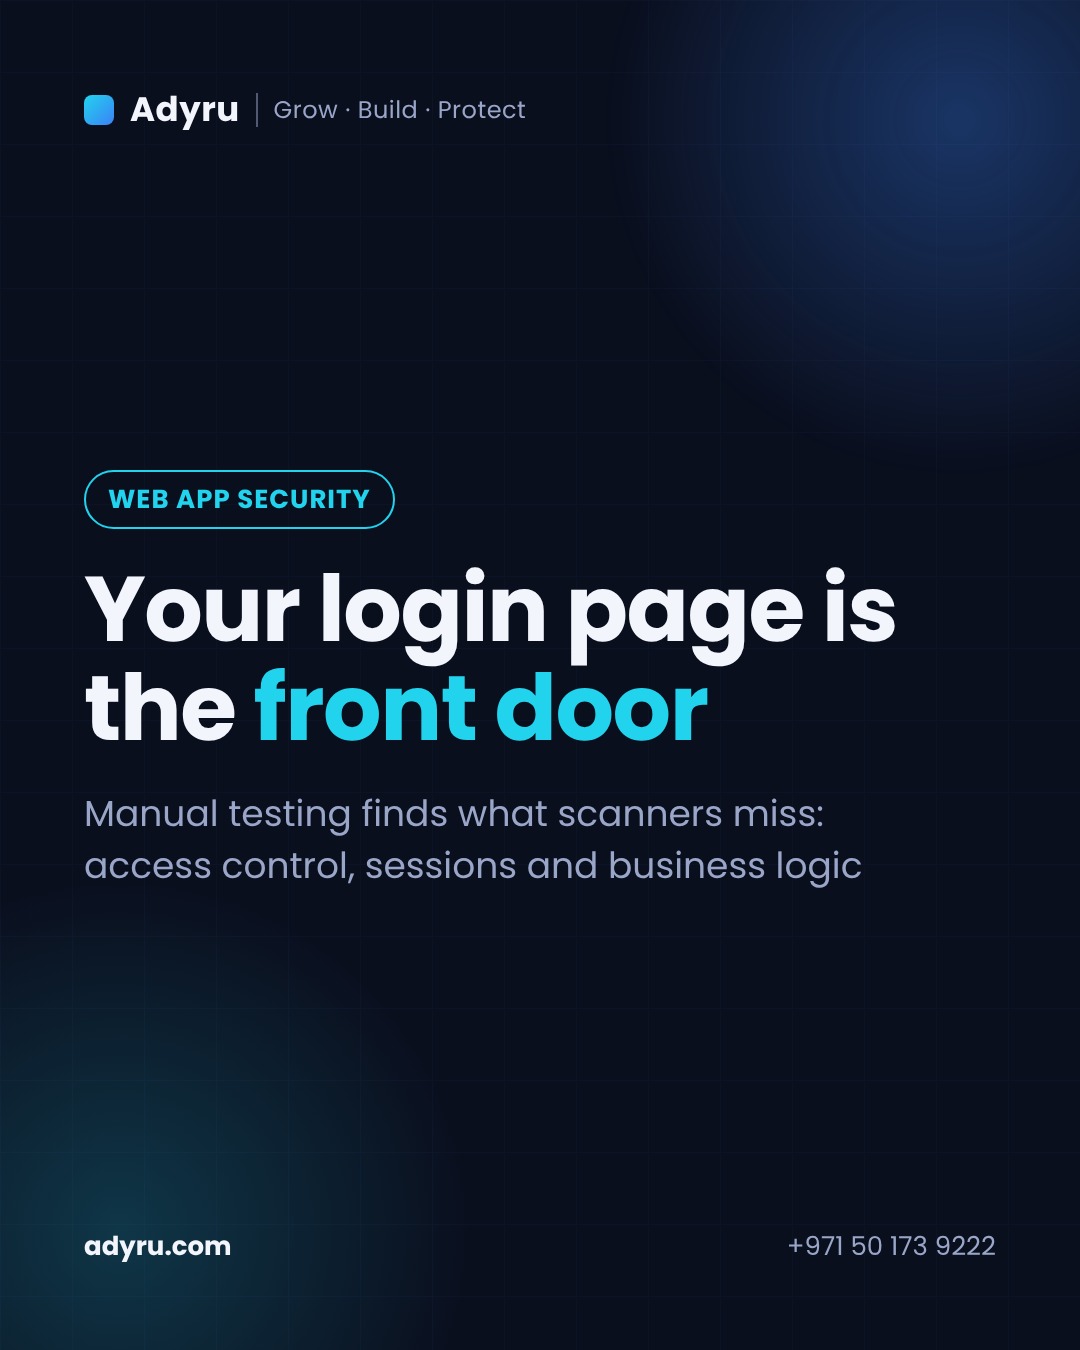 Adyru | Grow · Build · Protect
WEB APP SECURITY
Your login page is
the front door
Manual testing finds what scanners miss:
access control, sessions and business logic
adyru.com
+971 50 173 9222